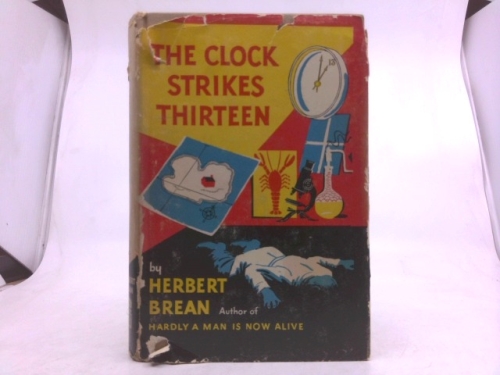 THE CLOCK
STRIKES
THIRTEEN
by
HERBERT
BREAN Author of
HARDLY A MAN IS NOW ALIVE